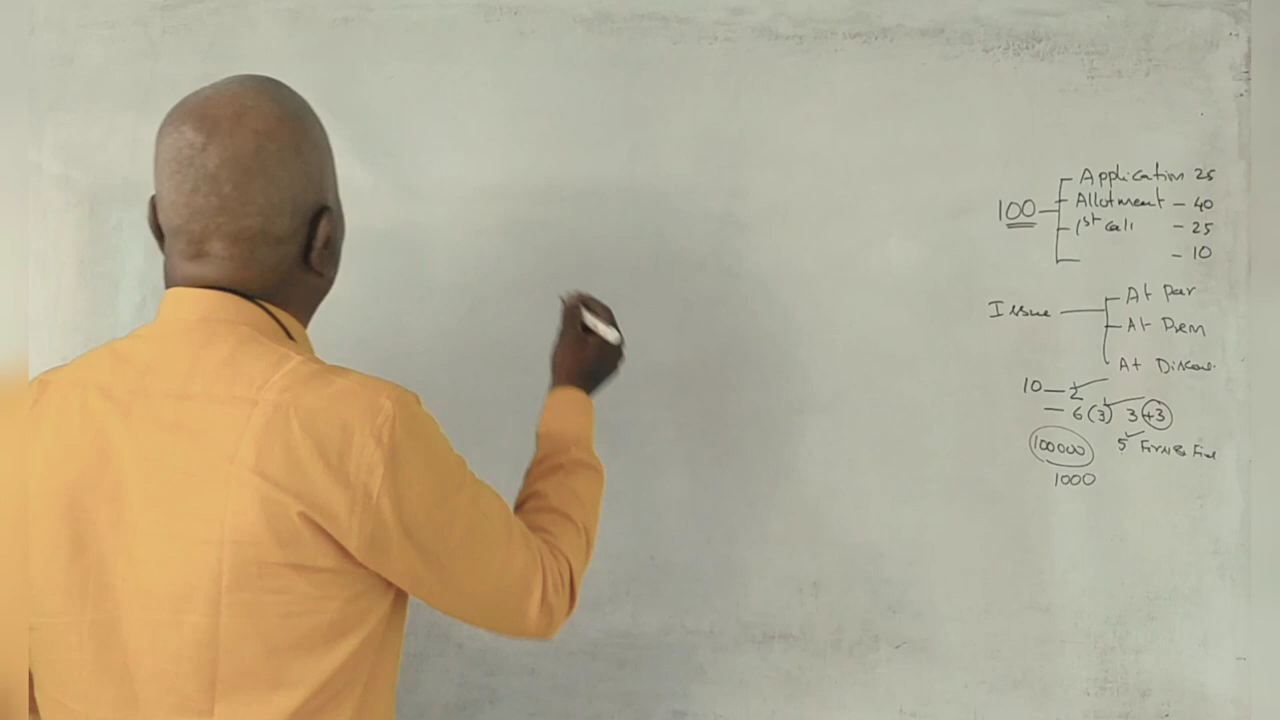 Application 25
100 Allotment - 40
1st call - 25
- 10
At par
Issue
At Prem
At
10 - 2
- 6 (3) 3 +3
100000 5 Firm &
1000